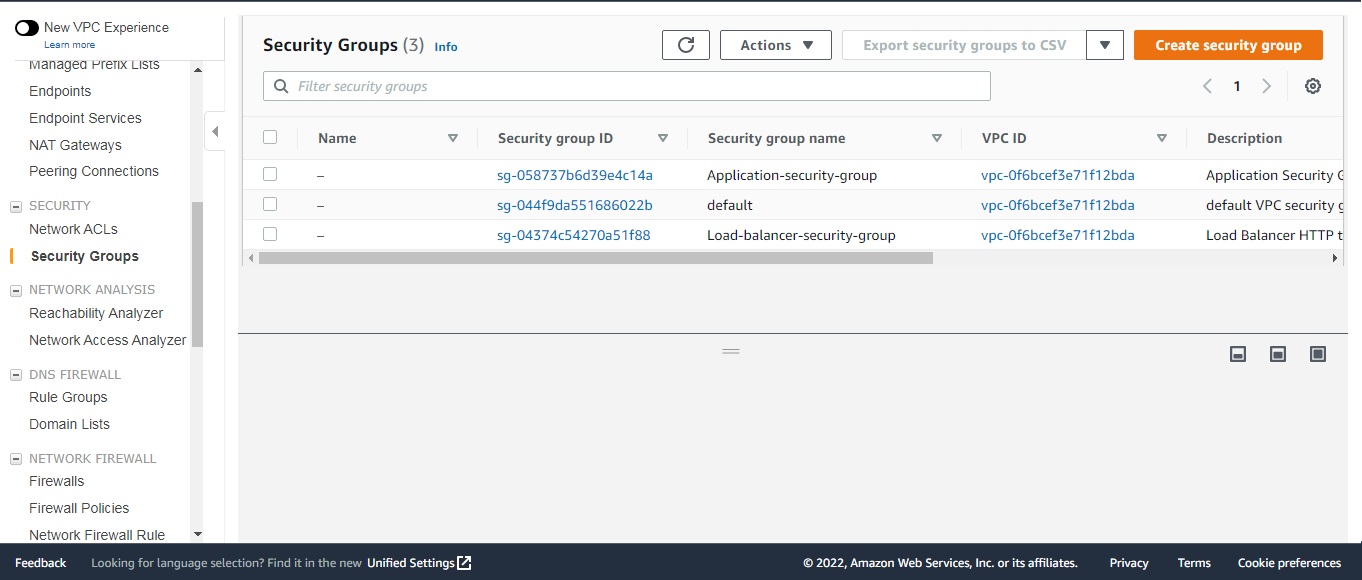 New VPC Experience
Learn more
Managed Prefix Lists
Endpoints
Endpoint Services
NAT Gateways
Peering Connections
SECURITY
Network ACLs
Security Groups
NETWORK ANALYSIS
Reachability Analyzer
Network Access Analyzer
DNS FIREWALL
Rule Groups
Domain Lists
NETWORK FIREWALL
Firewalls
Firewall Policies
Network Firewall Rule
Security Groups (3) Info
Actions
Export security groups to CSV
Create security group
Filter security groups
1
Name Security group ID Security group name VPC ID Description
– sg-058737b6d39e4c14a Application-security-group vpc-0f6bcef3e71f12bda Application Security G
– sg-044f9da551686022b default vpc-0f6bcef3e71f12bda default VPC security g
– sg-04374c54270a51f88 Load-balancer-security-group vpc-0f6bcef3e71f12bda Load Balancer HTTP t
Feedback Looking for language selection? Find it in the new Unified Settings © 2022, Amazon Web Services, Inc. or its affiliates. Privacy Terms Cookie preferences